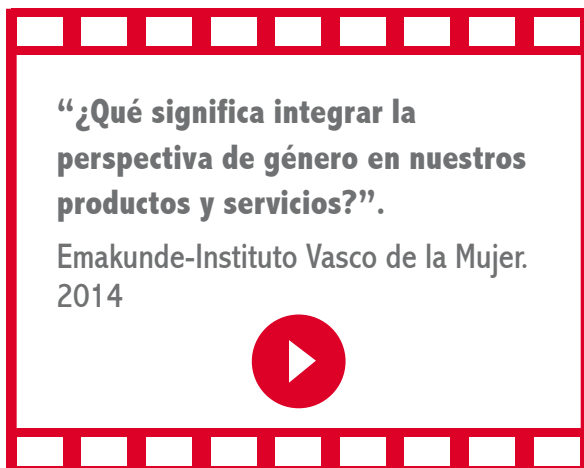 “¿Qué significa integrar la
perspectiva de género en nuestros
productos y servicios?”.
Emakunde-Instituto Vasco de la Mujer.
2014